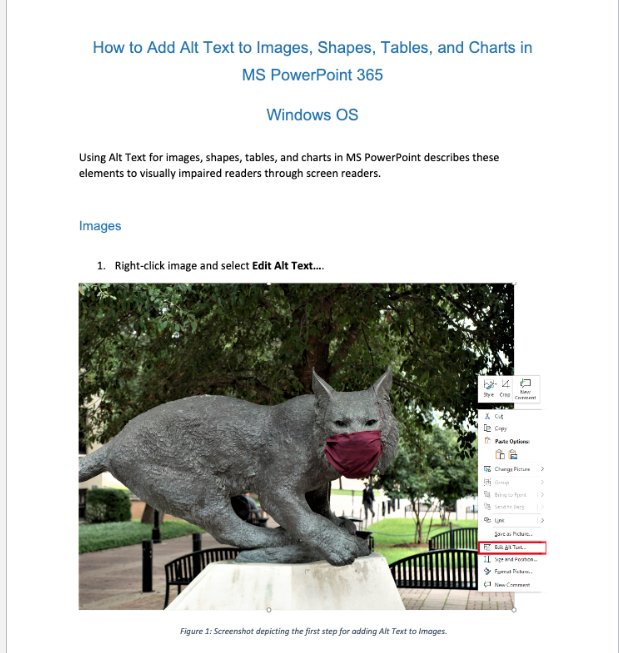 How to Add Alt Text to Images, Shapes, Tables, and Charts in
MS PowerPoint 365
Windows OS
Using Alt Text for images, shapes, tables, and charts in MS PowerPoint describes these
elements to visually impaired readers through screen readers.
Images
1. Right-click image and select Edit Alt Text....
Style Crop New Comment
Cut
Copy
Paste Options:
Change Picture
Group
Bring to Front
Send to Back
Link
Save as Picture...
Edit Alt Text...
Size and Position...
Format Picture...
New Comment
Figure 1: Screenshot depicting the first step for adding Alt Text to Images.